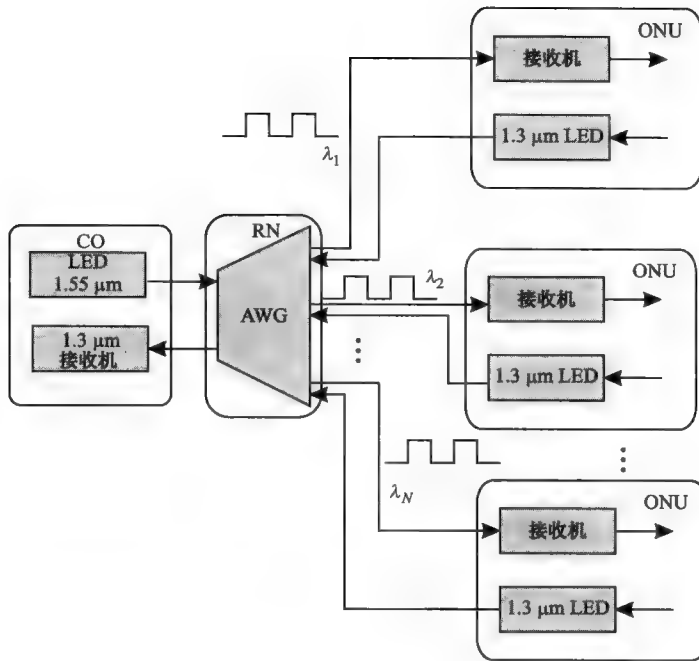 ONU
接收机
1.3 μm LED
λ1
CO
LED
1.55 μm
1.3 μm
接收机
RN
AWG
λ2
ONU
接收机
1.3 μm LED
λN
ONU
接收机
1.3 μm LED